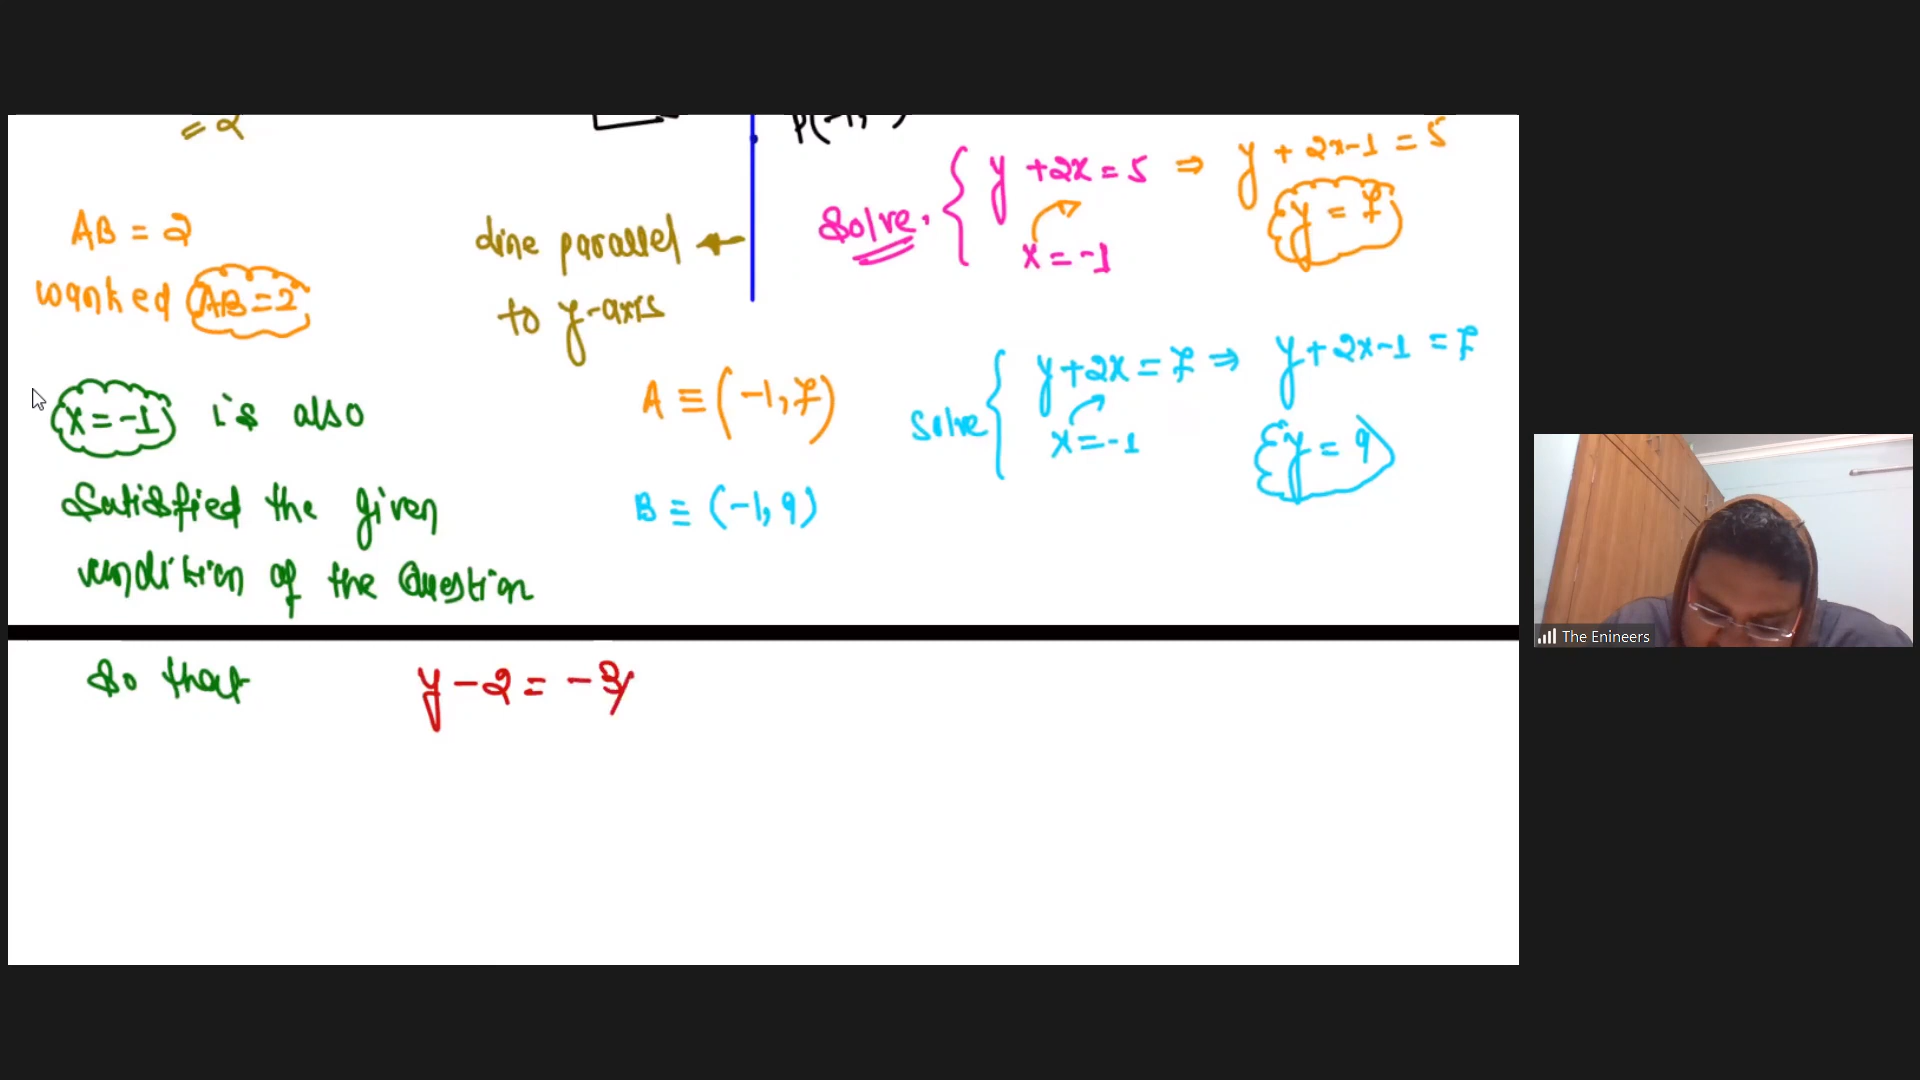 = 2
P(-1,
y + 2x = 5 ⇒ y + 2x-1 = 5
Solve.
y = 7
x = -1
AB = 2
wanted AB = 2
Line parallel
to y-axis
x = -1 is also
satisfied the given
condition of the Question
A ≡ (-1, 7)
B ≡ (-1, 9)
y + 2x = 7 ⇒ y + 2x-1 = 7
Solve
x = -1
y = 9
So that
y - 2 = -3/
The Enineers